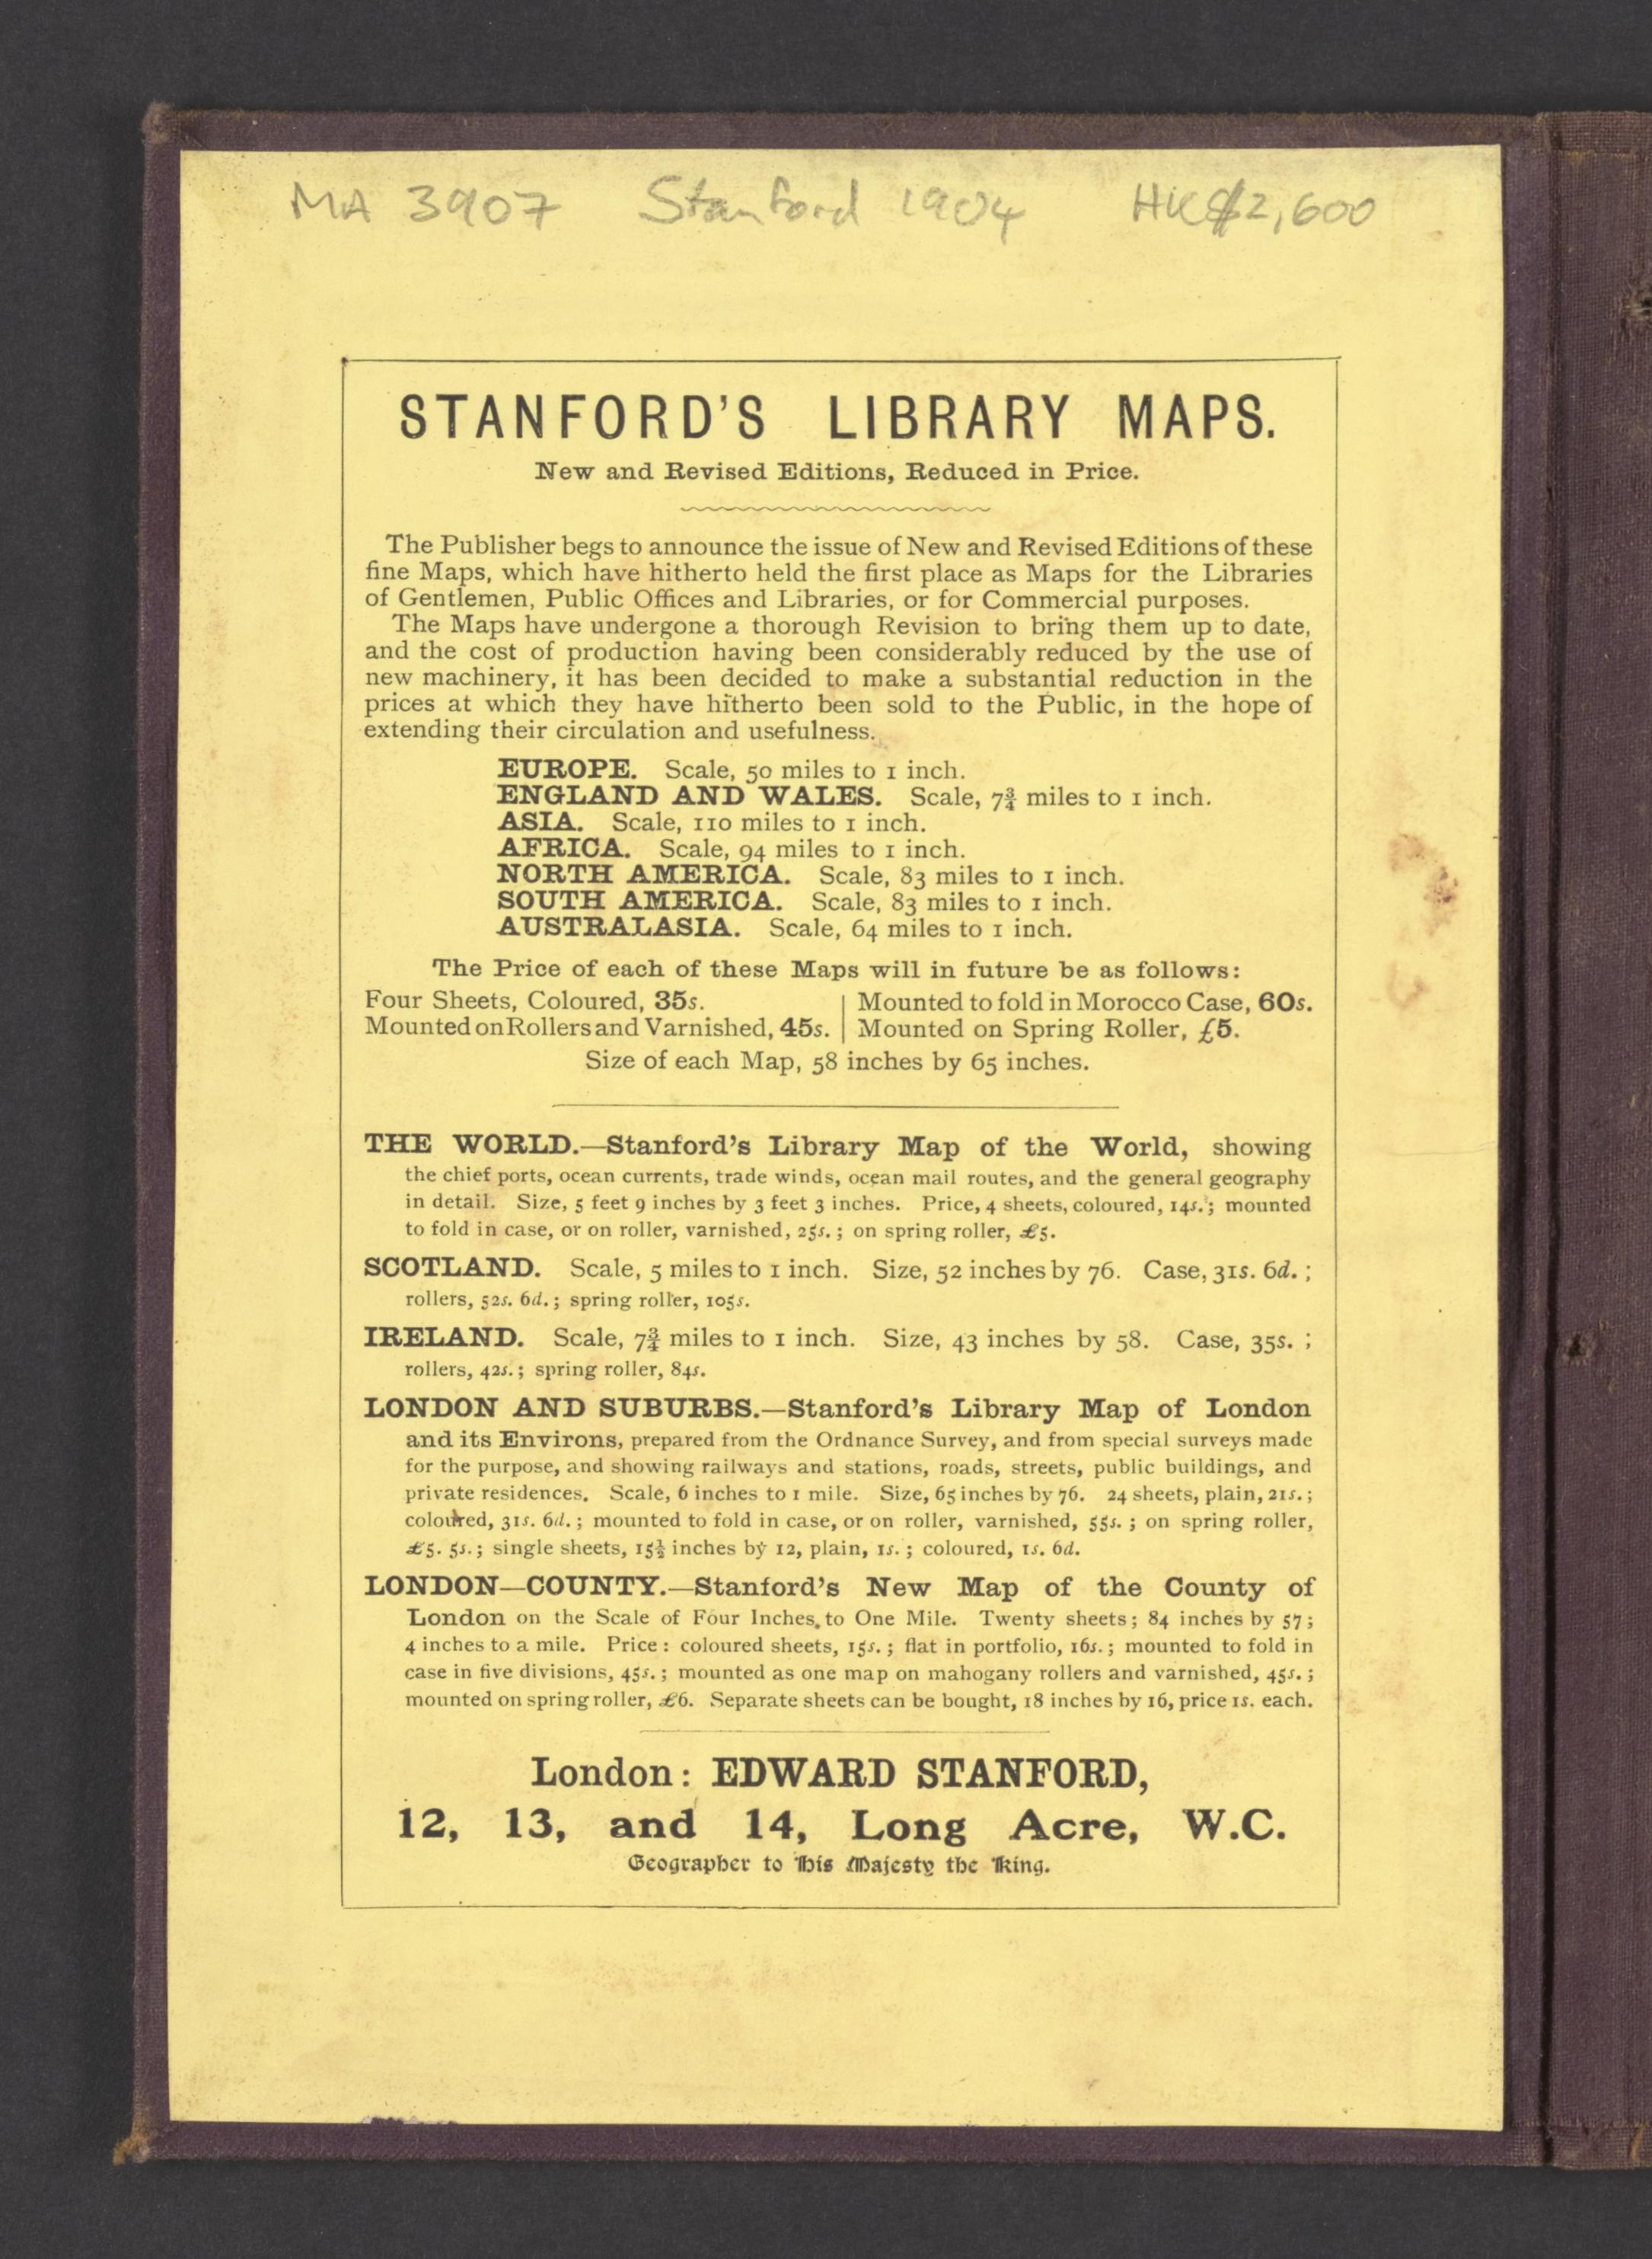 MA 3907 Stanford 1904 HK$2,600
STANFORD'S LIBRARY MAPS.
New and Revised Editions, Reduced in Price.
The Publisher begs to announce the issue of New and Revised Editions of these
fine Maps, which have hitherto held the first place as Maps for the Libraries
of Gentlemen, Public Offices and Libraries, or for Commercial purposes.
The Maps have undergone a thorough Revision to bring them up to date,
and the cost of production having been considerably reduced by the use of
new machinery, it has been decided to make a substantial reduction in the
prices at which they have hitherto been sold to the Public, in the hope of
extending their circulation and usefulness.
EUROPE. Scale, 50 miles to 1 inch.
ENGLAND AND WALES. Scale, 7¾ miles to 1 inch.
ASIA. Scale, 110 miles to 1 inch.
AFRICA. Scale, 94 miles to 1 inch.
NORTH AMERICA. Scale, 83 miles to 1 inch.
SOUTH AMERICA. Scale, 83 miles to 1 inch.
AUSTRALASIA. Scale, 64 miles to 1 inch.
The Price of each of these Maps will in future be as follows:
Four Sheets, Coloured, 35s. | Mounted to fold in Morocco Case, 60s.
Mounted on Rollers and Varnished, 45s. | Mounted on Spring Roller, £5.
Size of each Map, 58 inches by 65 inches.
THE WORLD.—Stanford's Library Map of the World, showing
the chief ports, ocean currents, trade winds, ocean mail routes, and the general geography
in detail. Size, 5 feet 9 inches by 3 feet 3 inches. Price, 4 sheets, coloured, 14s.; mounted
to fold in case, or on roller, varnished, 25s.; on spring roller, £5.
SCOTLAND. Scale, 5 miles to 1 inch. Size, 52 inches by 76. Case, 31s. 6d.;
rollers, 52s. 6d.; spring roller, 105s.
IRELAND. Scale, 7¾ miles to 1 inch. Size, 43 inches by 58. Case, 35s. ;
rollers, 42s.; spring roller, 84s.
LONDON AND SUBURBS.—Stanford's Library Map of London
and its Environs, prepared from the Ordnance Survey, and from special surveys made
for the purpose, and showing railways and stations, roads, streets, public buildings, and
private residences. Scale, 6 inches to 1 mile. Size, 65 inches by 76. 24 sheets, plain, 21s.;
coloured, 31s. 6d.; mounted to fold in case, or on roller, varnished, 55s.; on spring roller,
£5. 5s.; single sheets, 15½ inches by 12, plain, 1s.; coloured, 1s. 6d.
LONDON—COUNTY.—Stanford's New Map of the County of
London on the Scale of Four Inches to One Mile. Twenty sheets; 84 inches by 57;
4 inches to a mile. Price: coloured sheets, 15s.; flat in portfolio, 16s.; mounted to fold in
case in five divisions, 45s.; mounted as one map on mahogany rollers and varnished, 45s.;
mounted on spring roller, £6. Separate sheets can be bought, 18 inches by 16, price 1s. each.
London: EDWARD STANFORD,
12, 13, and 14, Long Acre, W.C.
Geographer to His Majesty the King.